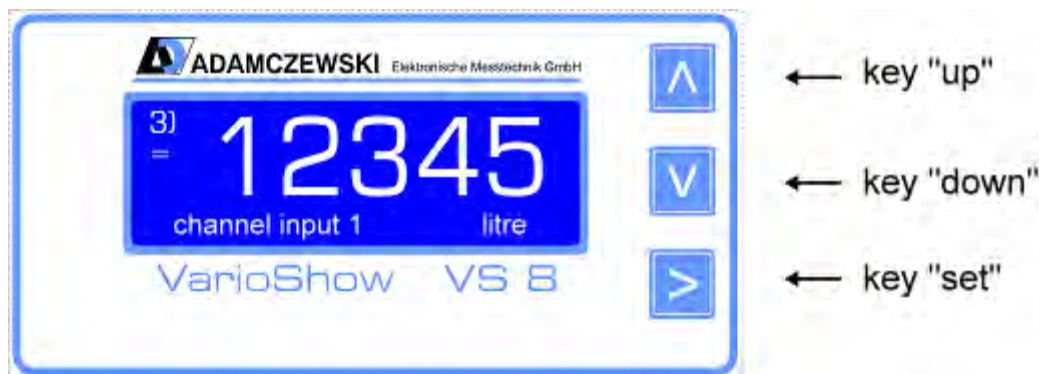 ADAMCZEWSKI Elektronische Messtechnik GmbH
3)
= 12345
channel input 1 litre
VarioShow VS 8
key "up"
key "down"
key "set"